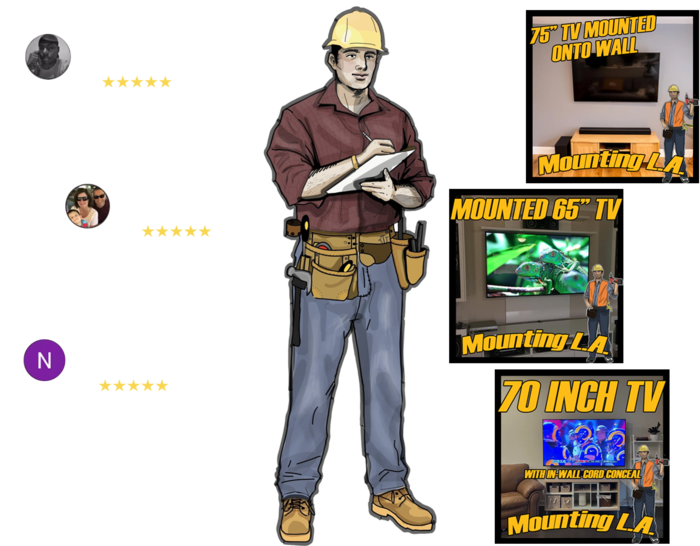 75" TV MOUNTED
ONTO WALL
Mounting L.A.
MOUNTED 65" TV
Mounting L.A.
N
70 INCH TV
WITH IN-WALL CORD CONCEAL
Mounting L.A.